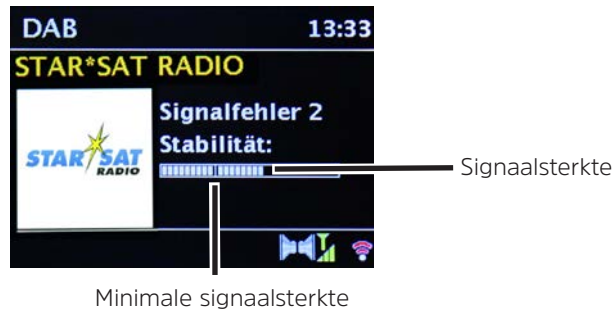 DAB 13:33
STAR*SAT RADIO
Signalfehler 2
Stabilität:
STAR SAT
RADIO
Signaalsterkte
Minimale signaalsterkte